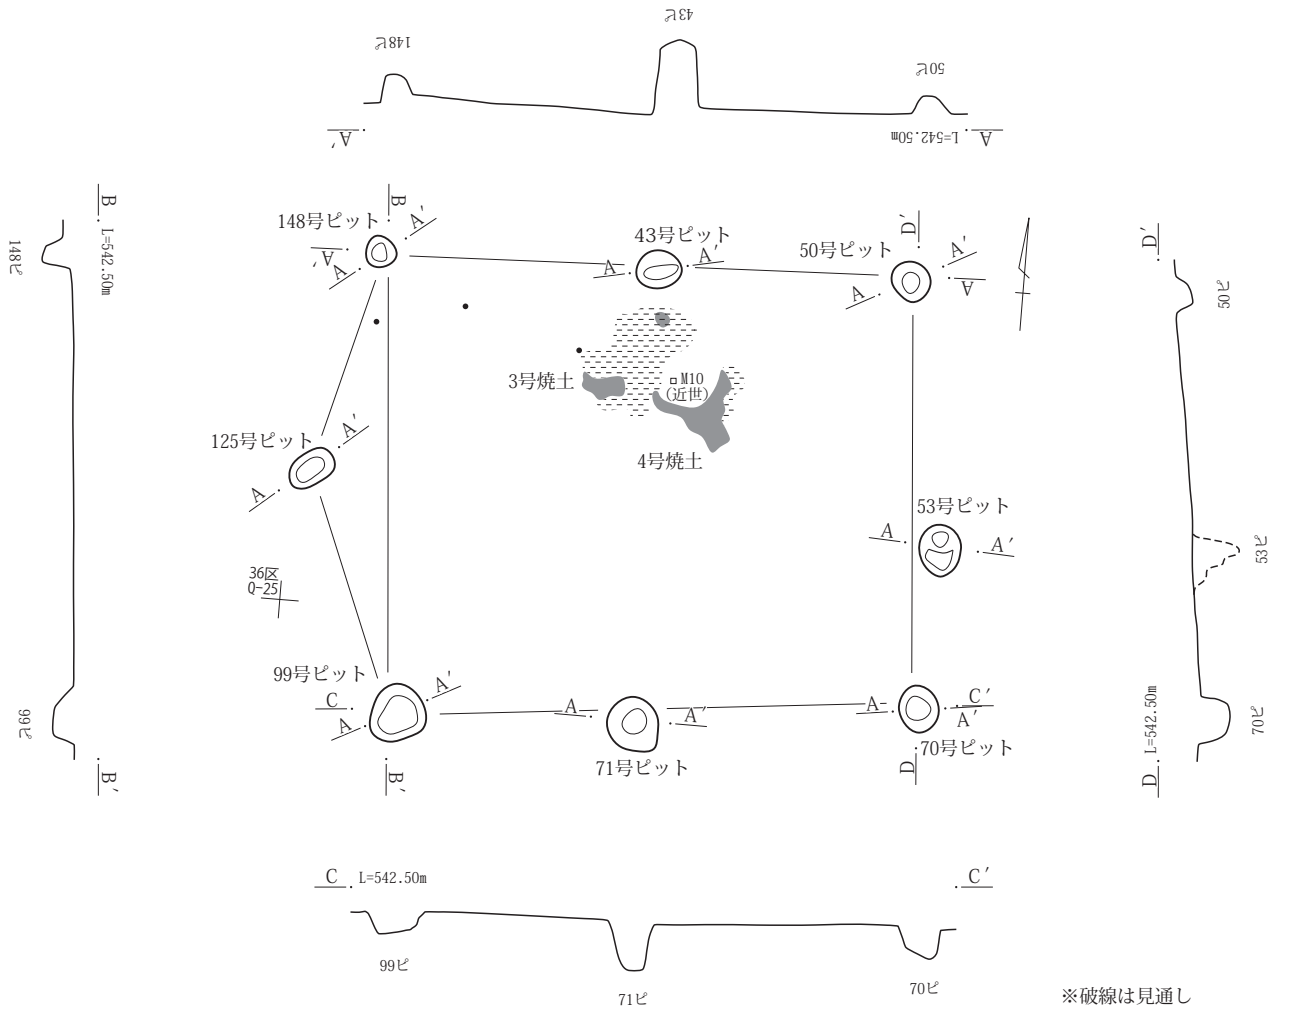 43ピ
148ピ
50ピ
A′
L=542.50m
A
B
L=542.50m
148ピ
99ピ
B′
148号ピット
B
A′
A′
A
43号ピット
A
A′
50号ピット
D′
A′
A
A
3号焼土
M10
(近世)
4号焼土
125号ピット
A′
A
53号ピット
A
A′
36区
Q-25
99号ピット
C
A
A′
B′
A
A′
71号ピット
A
C′
A′
70号ピット
D
D′
50ピ
53ピ
70ピ
L=542.50m
D
C
L=542.50m
C′
99ピ
71ピ
70ピ
※破線は見通し